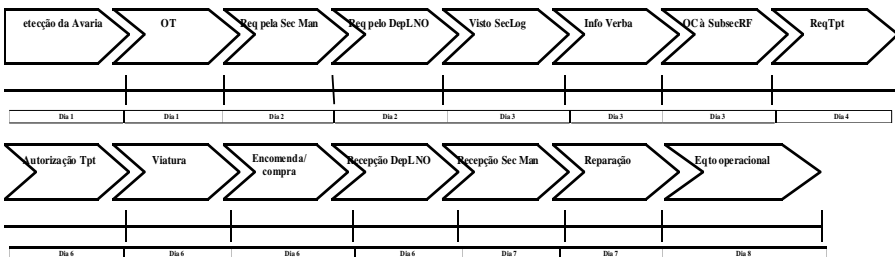 etecção da Avaria
OT
Req pela Sec Man
Req pelo DepLNO
Visto SecLog
Info Verba
OC à SubsecRF
ReqTpt
Dia 1
Dia 1
Dia 2
Dia 2
Dia 3
Dia 3
Dia 3
Dia 4
Autorização Tpt
Viatura
Encomenda/
compra
Recepção DepLNO
Recepção Sec Man
Reparação
Eqto operacional
Dia 6
Dia 6
Dia 6
Dia 6
Dia 7
Dia 7
Dia 8